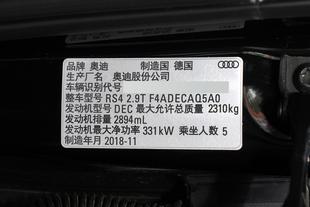 品牌 奥迪 制造国 德国
生产厂名 奥迪股份公司
车辆识别代号
整车型号 RS4 2.9T F4ADECAQ5A0
发动机型号 DEC 最大允许总质量 2310kg
发动机排量 2894mL
发动机最大净功率 331kW 乘坐人数 5
制造年月 2018-11